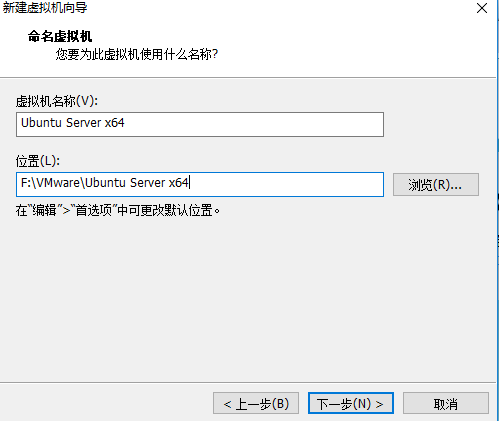 新建虚拟机向导
命名虚拟机
您要为此虚拟机使用什么名称?
虚拟机名称(V):
Ubuntu Server x64
位置(L):
F:\VMware\Ubuntu Server x64
浏览(R)...
在"编辑">"首选项"中可更改默认位置。
< 上一步(B)
下一步(N) >
取消